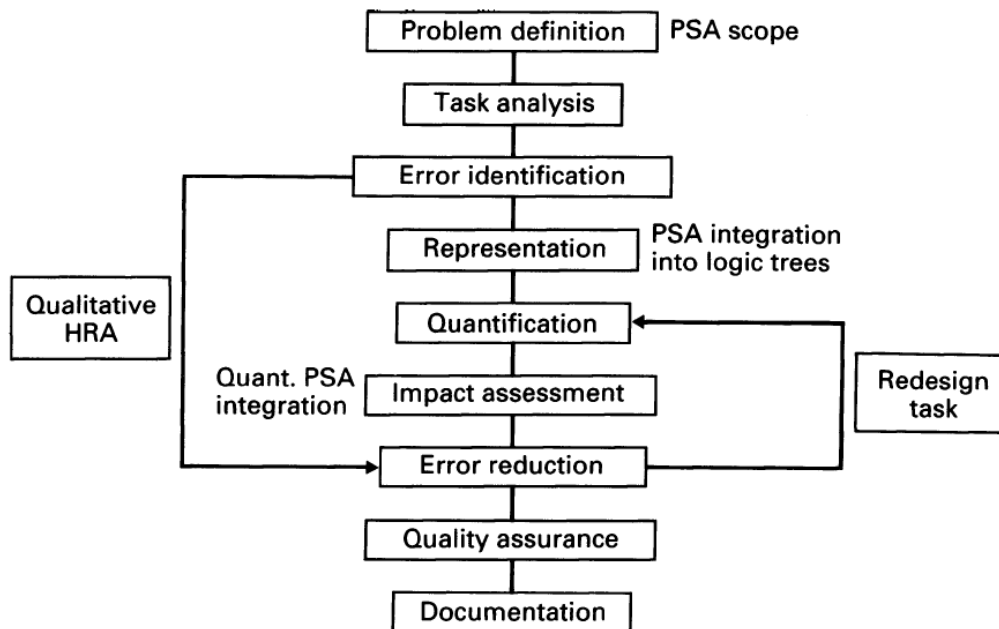 Problem definition
PSA scope
Task analysis
Error identification
Representation
PSA integration
into logic trees
Qualitative
HRA
Quantification
Quant. PSA
integration
Impact assessment
Redesign
task
Error reduction
Quality assurance
Documentation